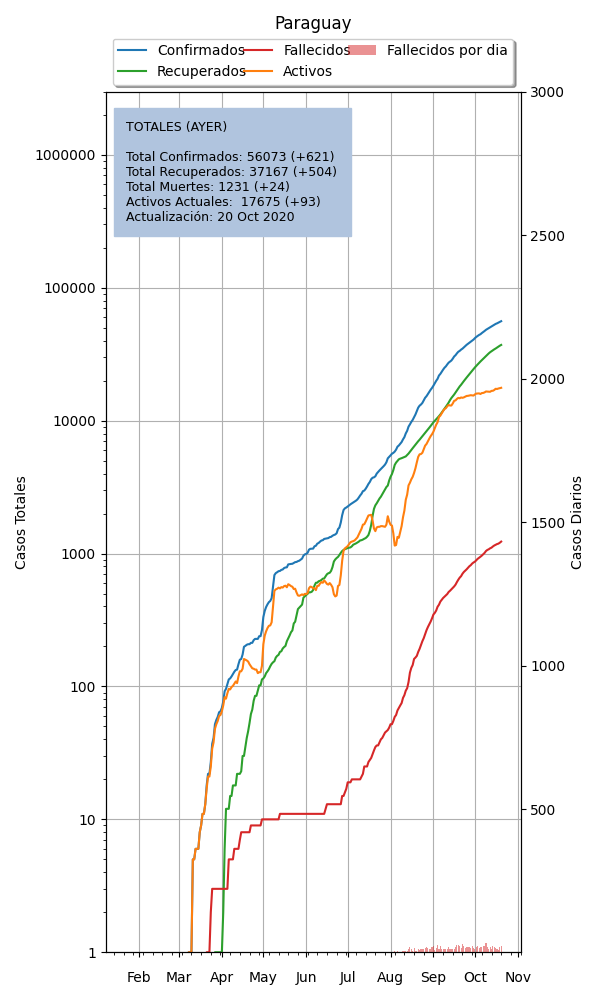 Paraguay
Confirmados
Recuperados
Fallecidos
Activos
Fallecidos por dia
TOTALES (AYER)
Total Confirmados: 56073 (+621)
Total Recuperados: 37167 (+504)
Total Muertes: 1231 (+24)
Activos Actuales:  17675 (+93)
Actualización: 20 Oct 2020
Casos Totales
1000000
100000
10000
1000
100
10
1
3000
2500
2000
1500
1000
500
Casos Diarios
Feb Mar Apr May Jun Jul Aug Sep Oct Nov